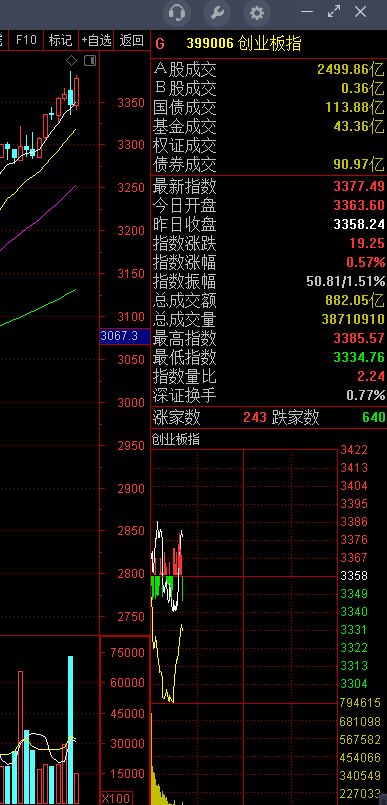 F10 标记 +自选 返回
G 399006 创业板指
A股成交 2499.86亿
B股成交 0.36亿
国债成交 113.88亿
基金成交 43.36亿
权证成交
债券成交 90.97亿
最新指数 3377.49
今日开盘 3363.60
昨日收盘 3358.24
指数涨跌 19.25
指数涨幅 0.57%
指数振幅 50.81/1.51%
总成交额 882.05亿
总成交量 38710910
最高指数 3385.57
最低指数 3334.76
指数量比 2.24
深证换手 0.77%
涨家数 243 跌家数 640
3350
3300
3250
3200
3150
3100
3067.3
3050
3000
2950
2900
2850
2800
2750
75000
60000
45000
30000
15000
X100
创业板指
3422
3413
3404
3395
3386
3376
3367
3358
3349
3340
3331
3322
3313
3304
794615
681098
567582
454066
340549
227033